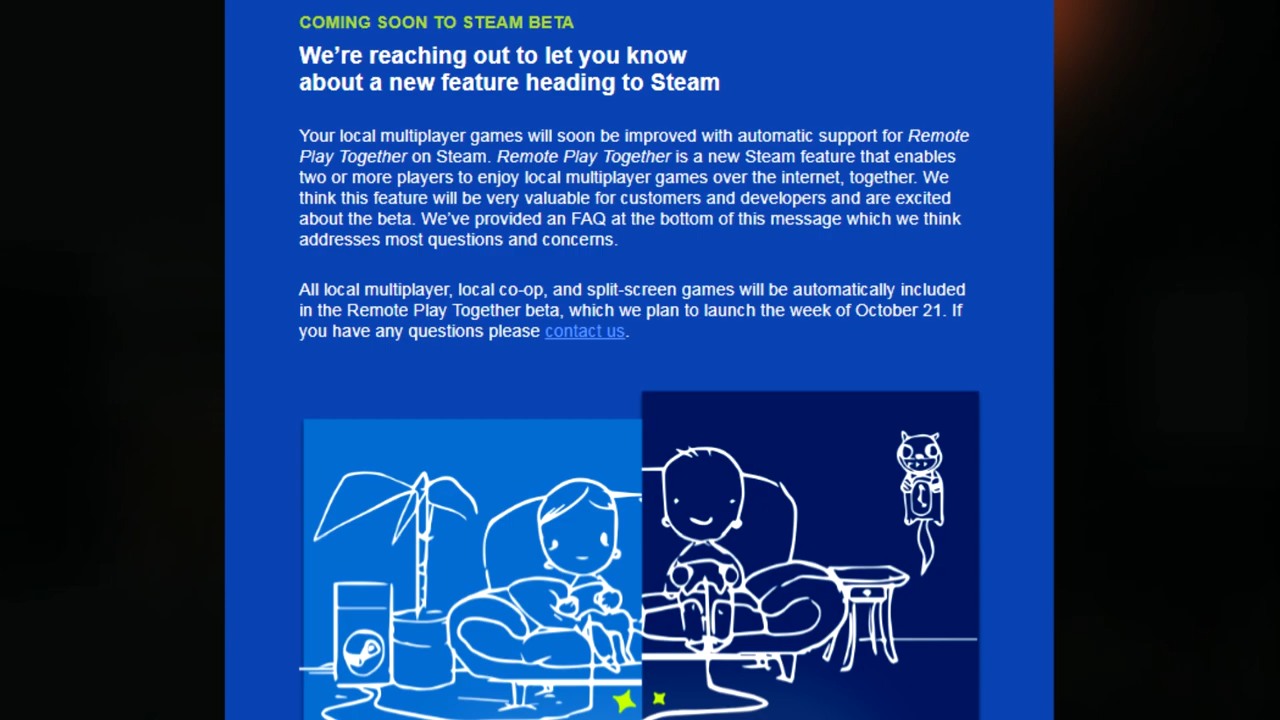 COMING SOON TO STEAM BETA
We’re reaching out to let you know
about a new feature heading to Steam
Your local multiplayer games will soon be improved with automatic support for Remote
Play Together on Steam. Remote Play Together is a new Steam feature that enables
two or more players to enjoy local multiplayer games over the internet, together. We
think this feature will be very valuable for customers and developers and are excited
about the beta. We’ve provided an FAQ at the bottom of this message which we think
addresses most questions and concerns.
All local multiplayer, local co-op, and split-screen games will be automatically included
in the Remote Play Together beta, which we plan to launch the week of October 21. If
you have any questions please contact us.